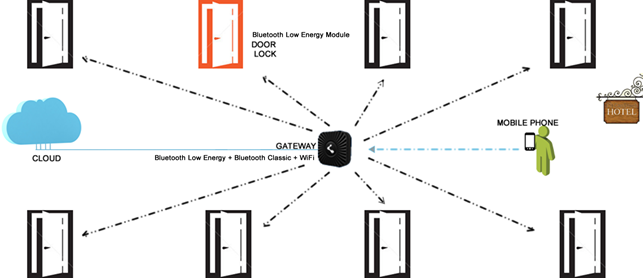 Bluetooth Low Energy Module
DOOR
LOCK
HOTEL
MOBILE PHONE
GATEWAY
CLOUD
Bluetooth Low Energy + Bluetooth Classic + WiFi